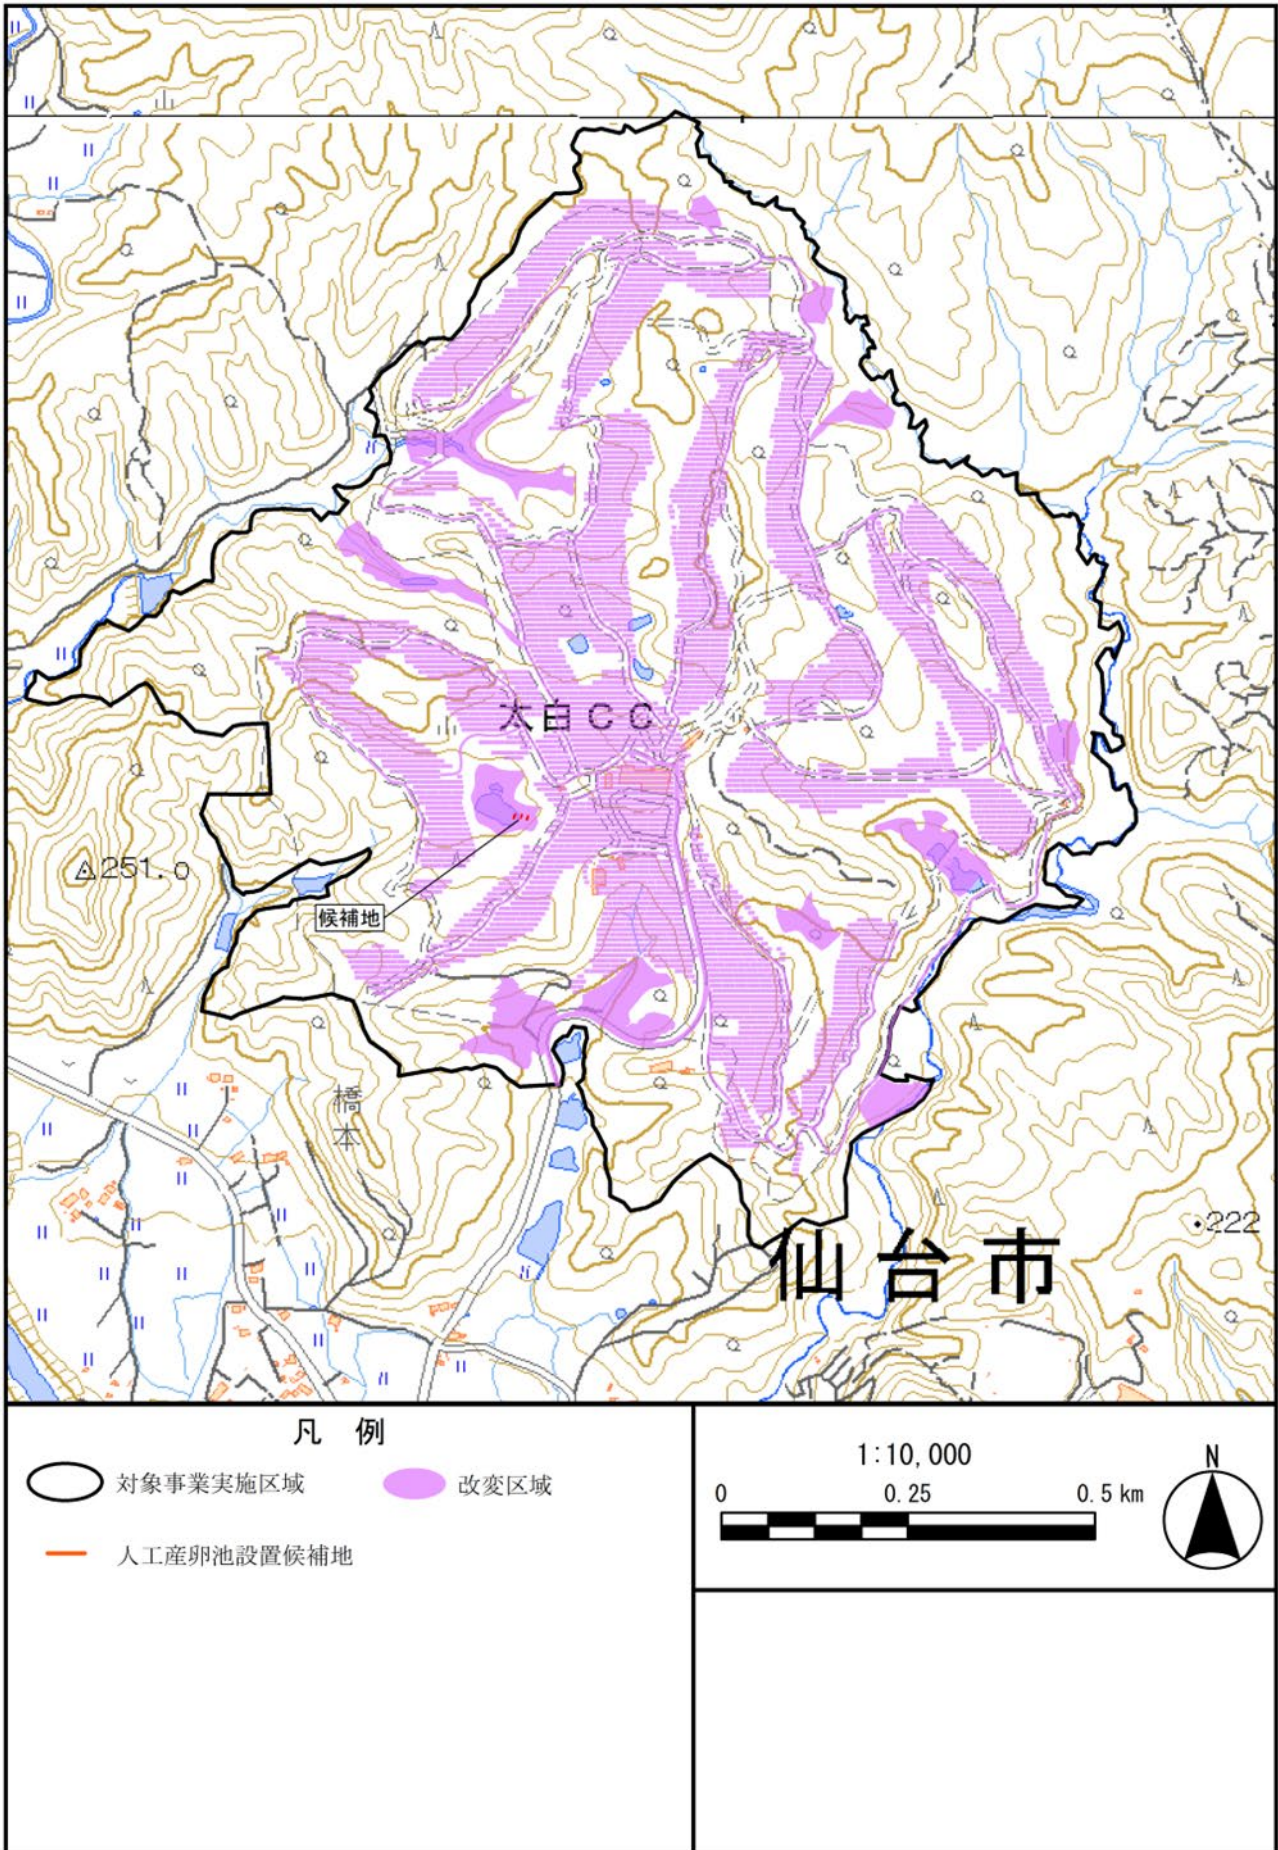 太白CC
251.0
候補地
橋本
222
仙台市
凡 例
対象事業実施区域
改変区域
人工産卵池設置候補地
1:10,000
0 0.25 0.5 km
N